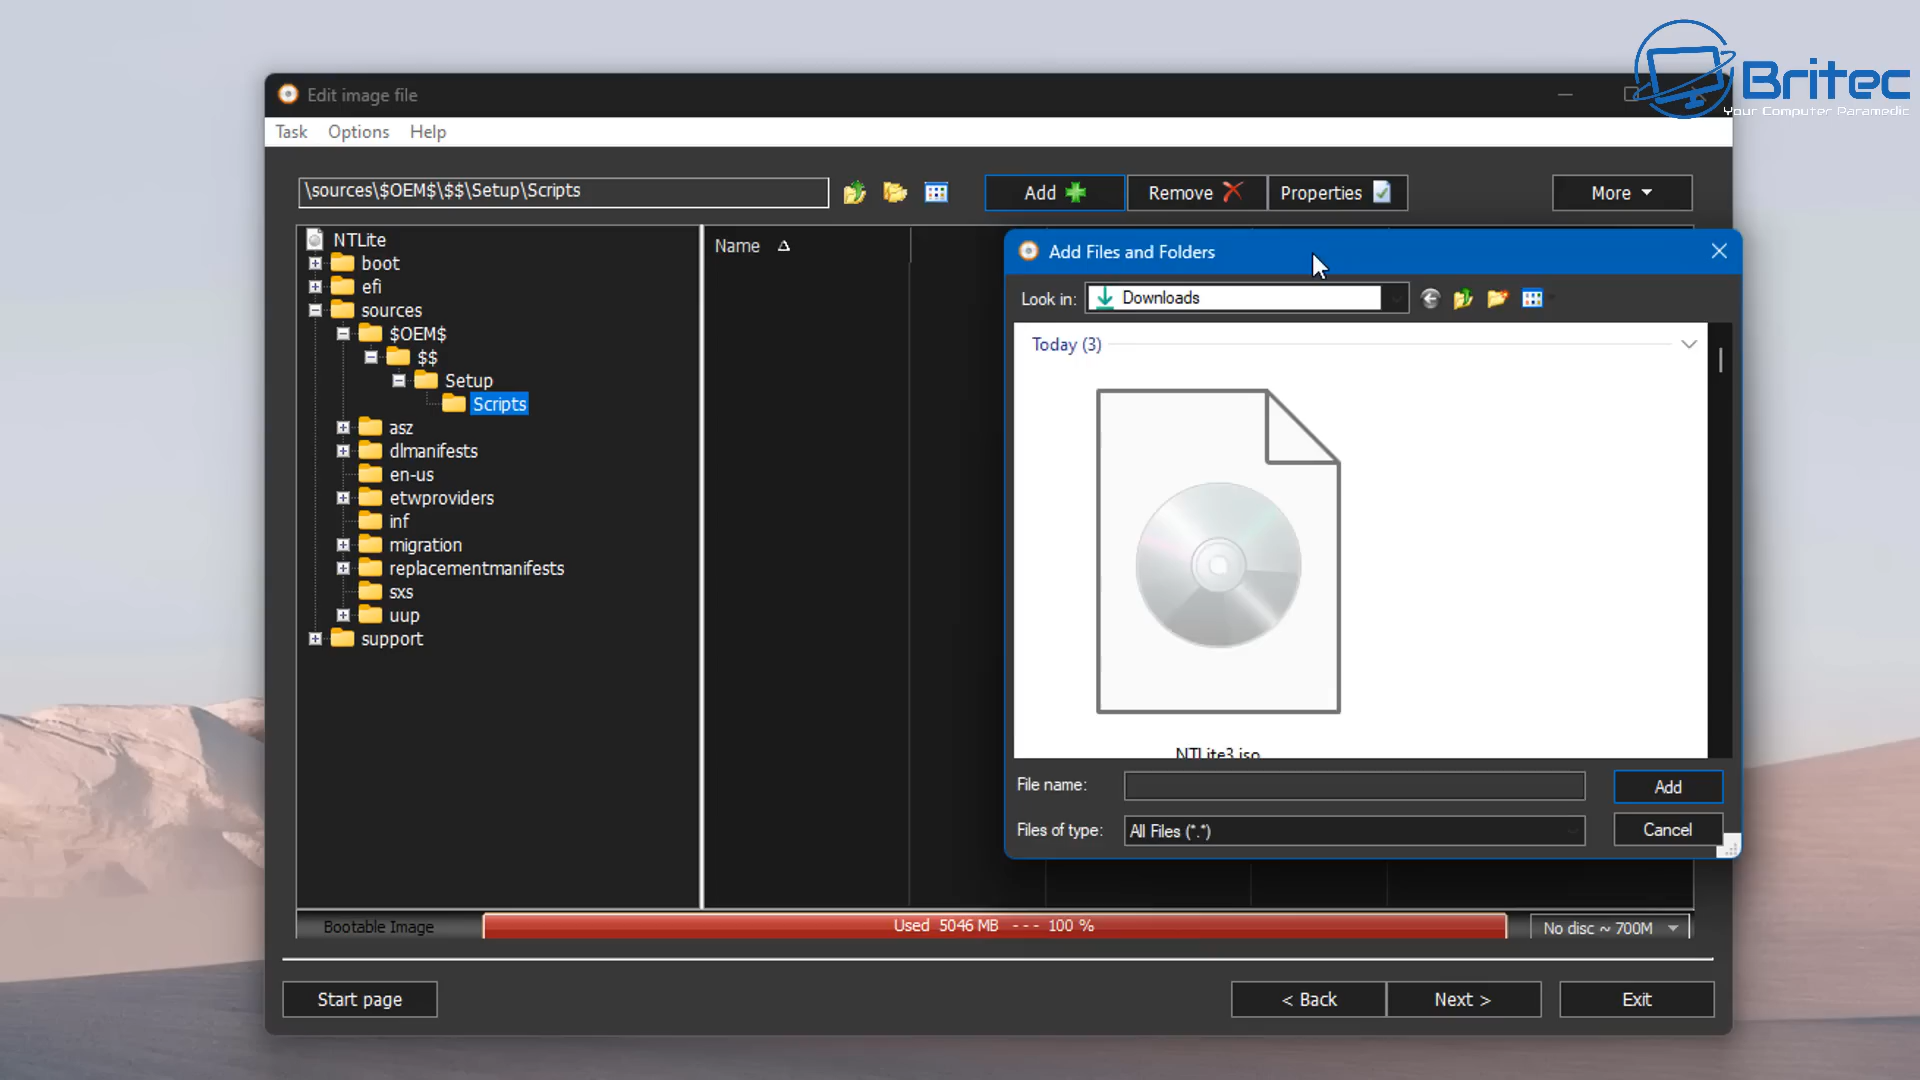 Britec
Your Computer Paramedic
Edit image file
Task Options Help
\sources\$OEM$\$$\Setup\Scripts
Add
Remove
Properties
More
NTLite
boot
efi
sources
$OEM$
$$
Setup
Scripts
asz
dlmanifests
en-us
etwproviders
inf
migration
replacementmanifests
sxs
uup
support
Name
Add Files and Folders
Look in: Downloads
Today (3)
NTLite3.iso
File name:
Add
Files of type: All Files (*.*)
Cancel
Bootable Image
Used 5046 MB --- 100 %
No disc ~ 700M
Start page
< Back
Next >
Exit